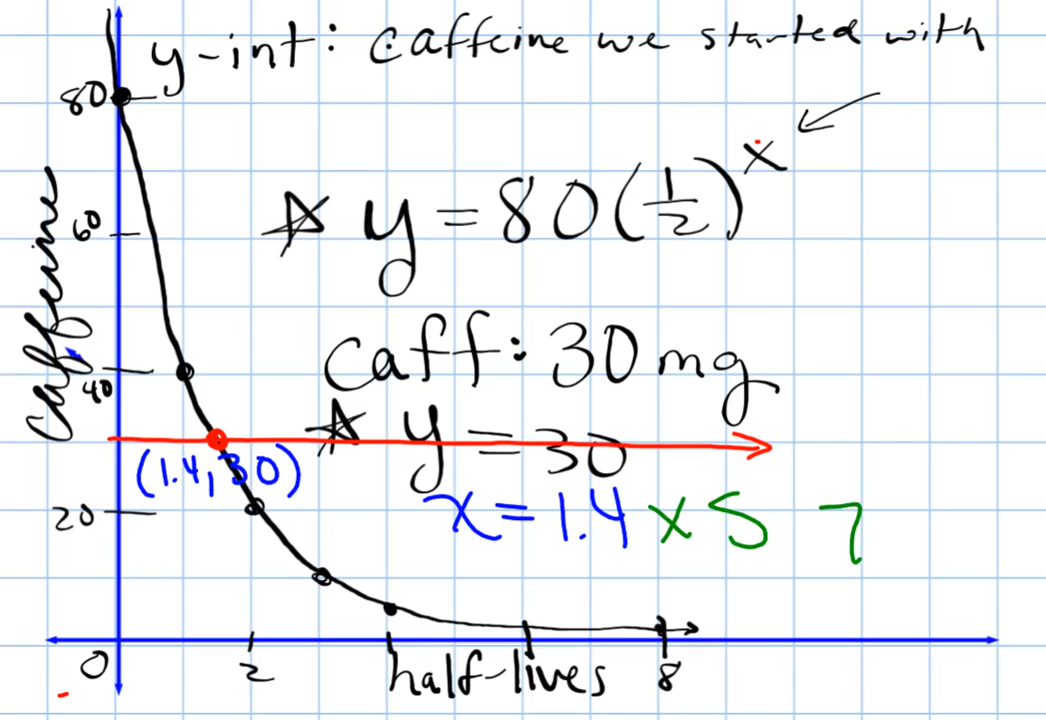 y-int: caffeine we started with
80
☆ y = 80(1/2)^x
60
caffeine
caff: 30 mg
40
☆ y = 30
(1.4, 30)
x = 1.4 x 5 7
20
0 2 half-lives 8